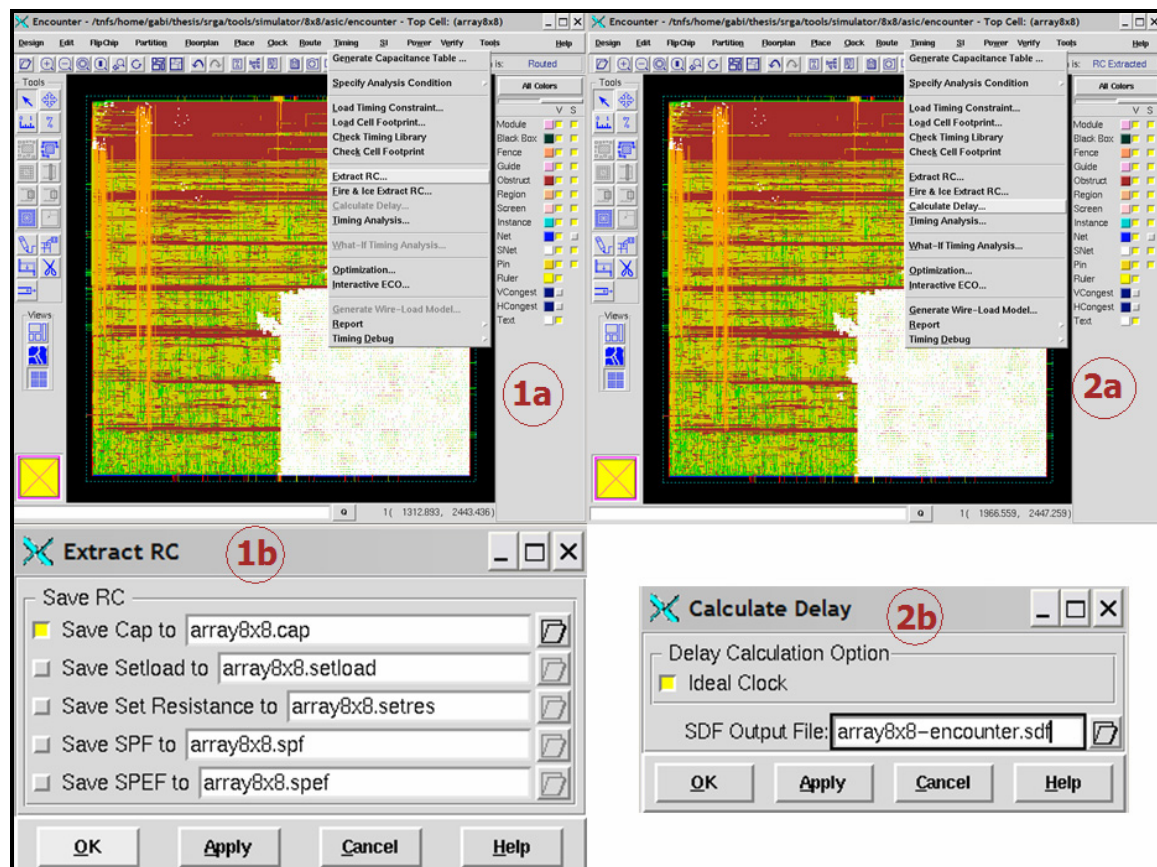 Encounter - /tnfs/home/gabi/thesis/srga/tools/simulator/8x8/asic/encounter - Top Cell: (array8x8)
Design Edit FlipChip Partition Floorplan Place Clock Route Timing SI Power Verify Tools Help
is: Routed
Tools
All Colors
V S
Module
Black Box
Fence
Guide
Obstruct
Region
Screen
Instance
Net
SNet
Pin
Ruler
VCongest
HCongest
Text
Generate Capacitance Table ...
Specify Analysis Condition
Load Timing Constraint...
Load Cell Footprint...
Check Timing Library
Check Cell Footprint
Extract RC...
Fire & Ice Extract RC...
Calculate Delay...
Timing Analysis...
What-If Timing Analysis...
Optimization...
Interactive ECO...
Generate Wire-Load Model...
Report
Timing Debug
Views
1a
Q 1( 1312.893, 2443.436)
Encounter - /tnfs/home/gabi/thesis/srga/tools/simulator/8x8/asic/encounter - Top Cell: (array8x8)
Design Edit FlipChip Partition Floorplan Place Clock Route Timing SI Power Verify Tools Help
is: RC Extracted
Tools
All Colors
V S
Module
Black Box
Fence
Guide
Obstruct
Region
Screen
Instance
Net
SNet
Pin
Ruler
VCongest
HCongest
Text
Generate Capacitance Table ...
Specify Analysis Condition
Load Timing Constraint...
Load Cell Footprint...
Check Timing Library
Check Cell Footprint
Extract RC...
Fire & Ice Extract RC...
Calculate Delay...
Timing Analysis...
What-If Timing Analysis...
Optimization...
Interactive ECO...
Generate Wire-Load Model...
Report
Timing Debug
Views
2a
Q 1( 1966.559, 2447.259)
Extract RC
1b
Save RC
Save Cap to array8x8.cap
Save Setload to array8x8.setload
Save Set Resistance to array8x8.setres
Save SPF to array8x8.spf
Save SPEF to array8x8.spef
OK Apply Cancel Help
Calculate Delay
2b
Delay Calculation Option
Ideal Clock
SDF Output File: array8x8-encounter.sdf
OK Apply Cancel Help